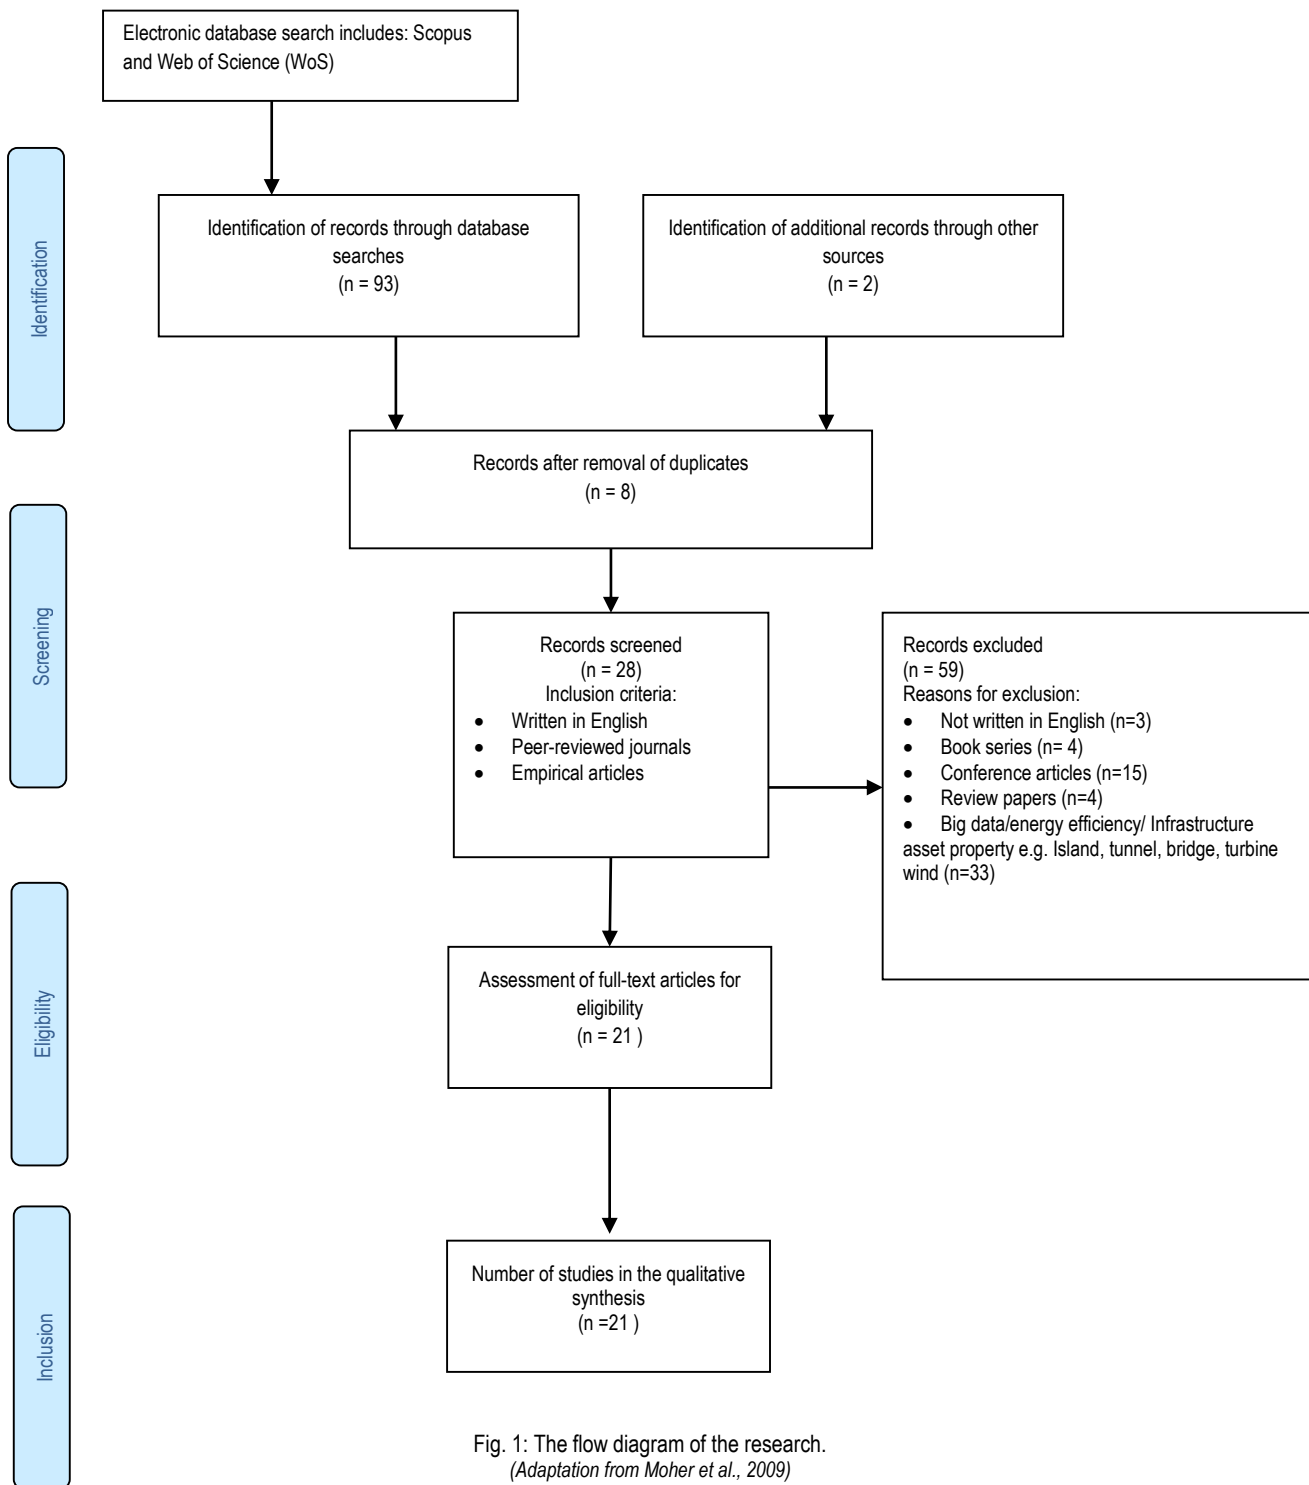 Electronic database search includes: Scopus
and Web of Science (WoS)
Identification
Identification of records through database
searches
(n = 93)
Identification of additional records through other
sources
(n = 2)
Records after removal of duplicates
(n = 8)
Screening
Records screened
(n = 28)
Inclusion criteria:
• Written in English
• Peer-reviewed journals
• Empirical articles
Records excluded
(n = 59)
Reasons for exclusion:
• Not written in English (n=3)
• Book series (n= 4)
• Conference articles (n=15)
• Review papers (n=4)
• Big data/energy efficiency/ Infrastructure
asset property e.g. Island, tunnel, bridge, turbine
wind (n=33)
Eligibility
Assessment of full-text articles for
eligibility
(n = 21 )
Inclusion
Number of studies in the qualitative
synthesis
(n =21 )
Fig. 1: The flow diagram of the research.
(Adaptation from Moher et al., 2009)